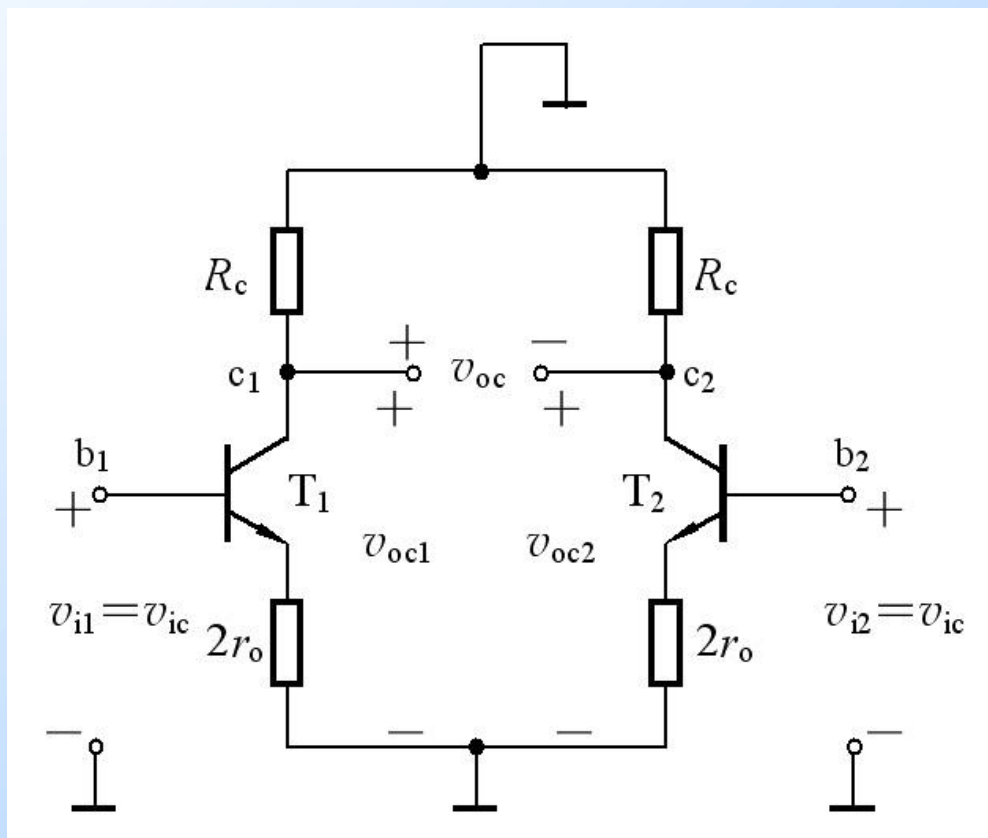 R_c R_c
+ −
c_1 v_oc c_2
+ +
b_1 b_2
+ T_1 T_2 +
v_oc1 v_oc2
v_i1=v_ic v_i2=v_ic
2r_o 2r_o
− − − −